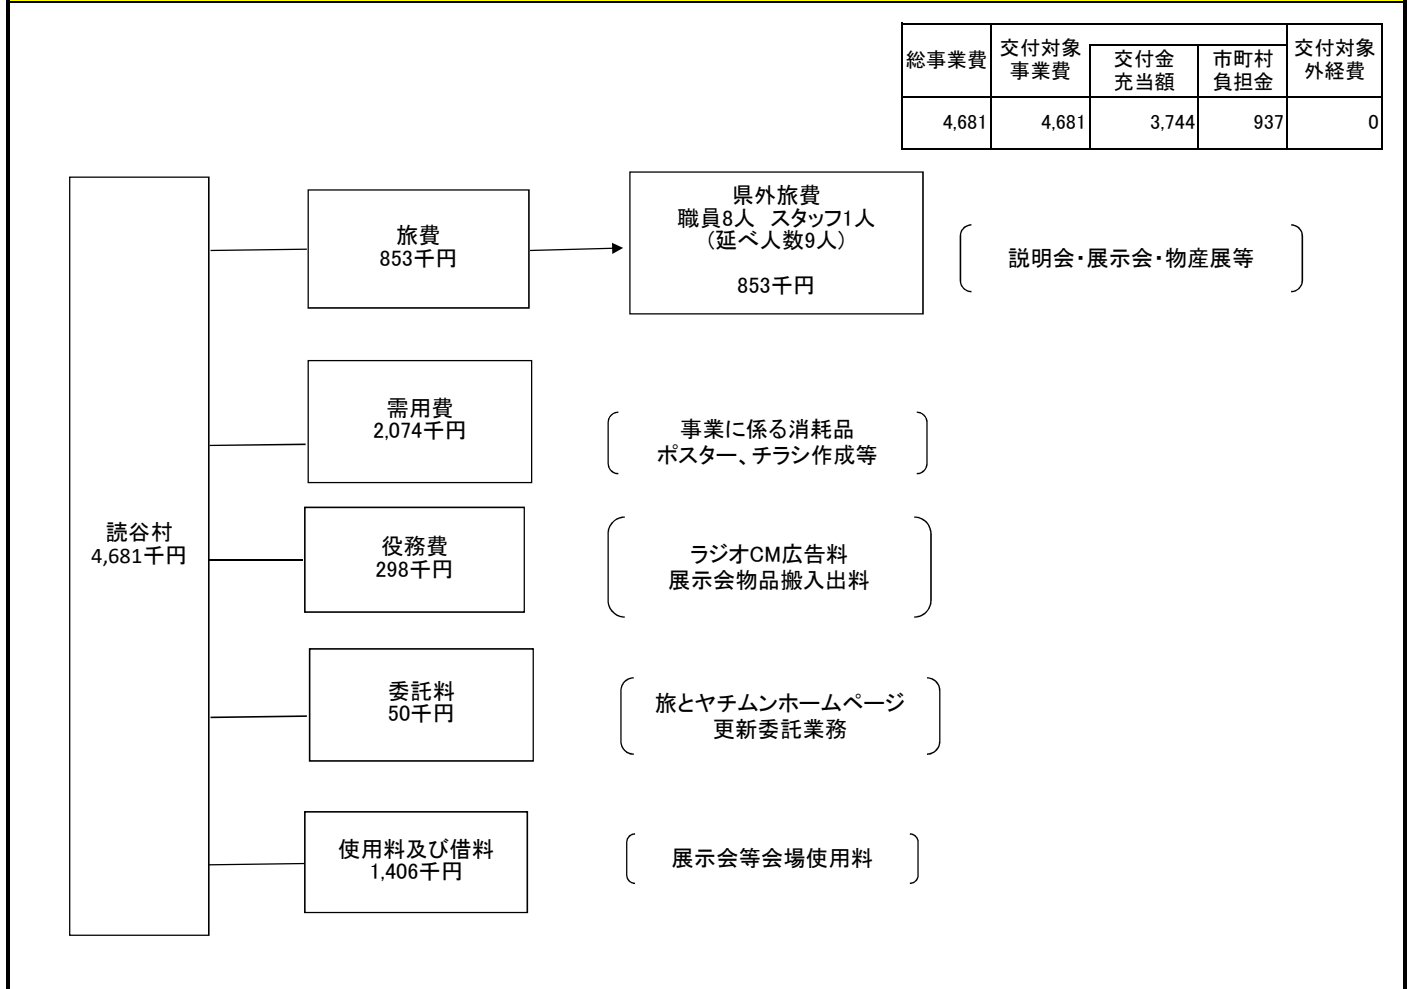 総事業費
交付対象
事業費
交付金
充当額
市町村
負担金
交付対象
外経費
4,681
4,681
3,744
937
0
読谷村
4,681千円
旅費
853千円
県外旅費
職員8人 スタッフ1人
(延べ人数9人)
853千円
説明会・展示会・物産展等
需用費
2,074千円
事業に係る消耗品
ポスター、チラシ作成等
役務費
298千円
ラジオCM広告料
展示会物品搬入出料
委託料
50千円
旅とヤチムンホームページ
更新委託業務
使用料及び借料
1,406千円
展示会等会場使用料